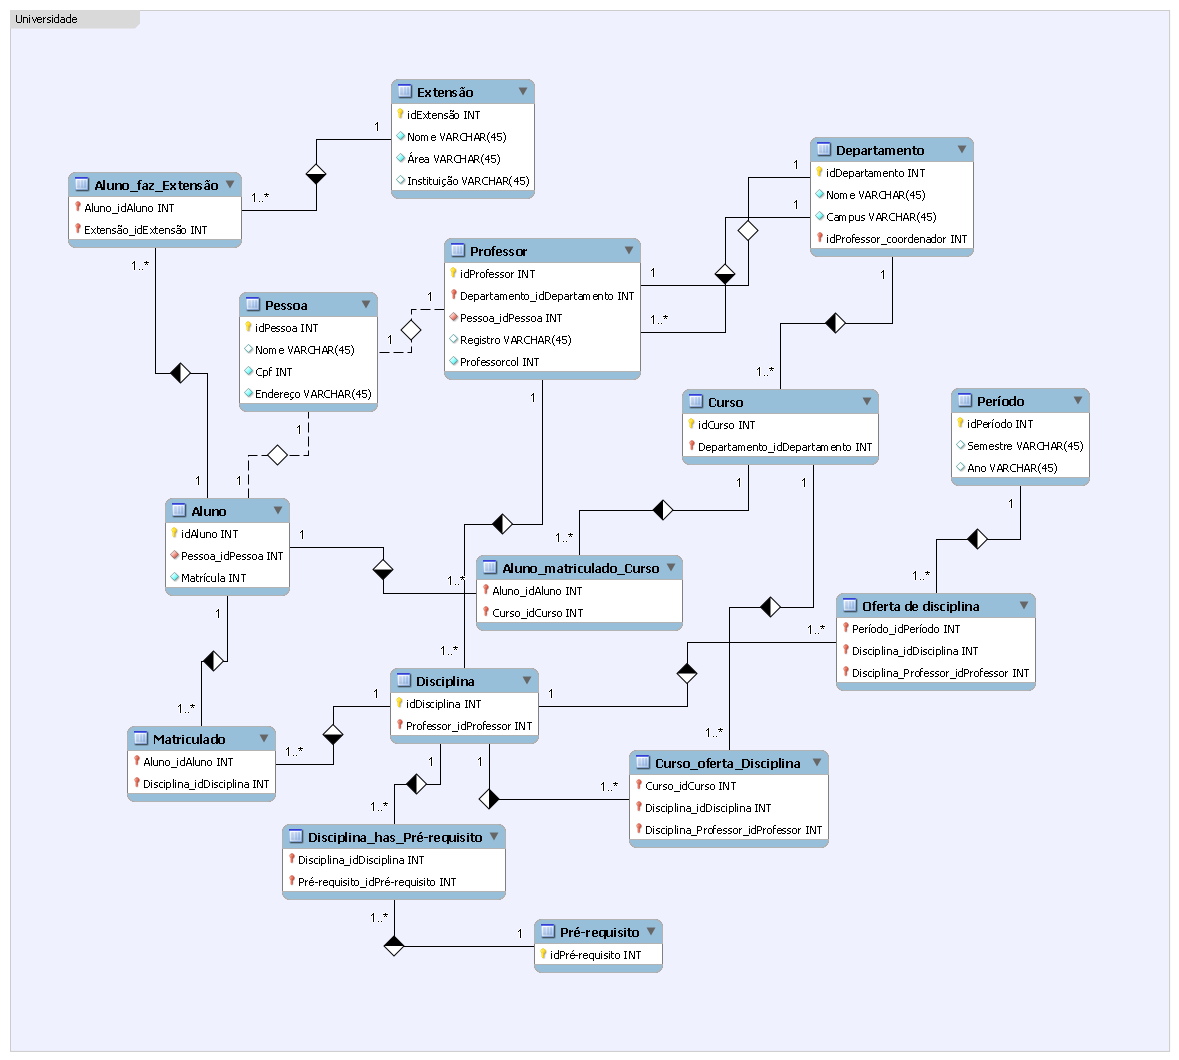 Universidade
Extensão
idExtensão INT
Nome VARCHAR(45)
Área VARCHAR(45)
Instituição VARCHAR(45)
1
1..*
Aluno_faz_Extensão
Aluno_idAluno INT
Extensão_idExtensão INT
1..*
1
Departamento
idDepartamento INT
Nome VARCHAR(45)
Campus VARCHAR(45)
idProfessor_coordenador INT
1
1
1
Professor
idProfessor INT
Departamento_idDepartamento INT
Pessoa_idPessoa INT
Registro VARCHAR(45)
Professorcol INT
1
1..*
1
1
1
Pessoa
idPessoa INT
Nome VARCHAR(45)
Cpf INT
Endereço VARCHAR(45)
1
1
1..*
Curso
idCurso INT
Departamento_idDepartamento INT
1
1
Período
idPeríodo INT
Semestre VARCHAR(45)
Ano VARCHAR(45)
1
1..*
Aluno
idAluno INT
Pessoa_idPessoa INT
Matrícula INT
1
1
1..*
1..*
Aluno_matriculado_Curso
Aluno_idAluno INT
Curso_idCurso INT
Oferta de disciplina
Período_idPeríodo INT
Disciplina_idDisciplina INT
Disciplina_Professor_idProfessor INT
1..*
1..*
Disciplina
idDisciplina INT
Professor_idProfessor INT
1
1
1
1
1..*
Matriculado
Aluno_idAluno INT
Disciplina_idDisciplina INT
1..*
1..*
Curso_oferta_Disciplina
Curso_idCurso INT
Disciplina_idDisciplina INT
Disciplina_Professor_idProfessor INT
1..*
1..*
Disciplina_has_Pré-requisito
Disciplina_idDisciplina INT
Pré-requisito_idPré-requisito INT
1..*
1
Pré-requisito
idPré-requisito INT